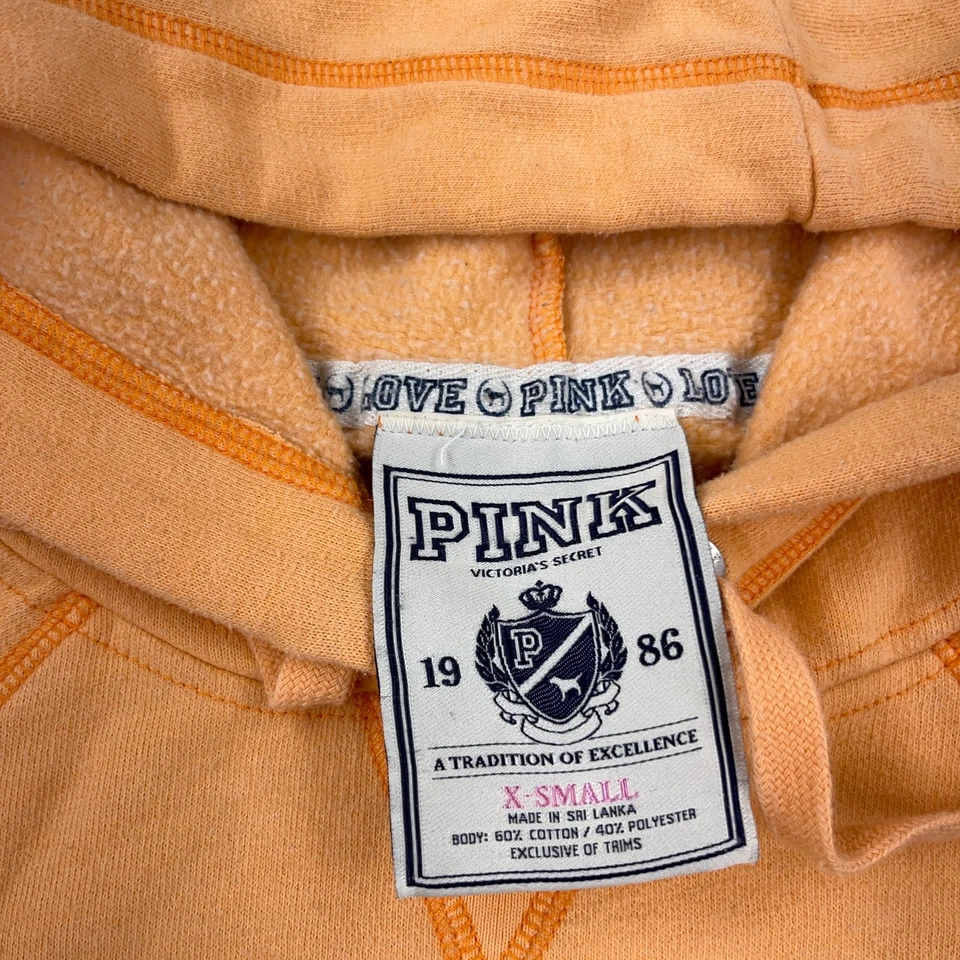 LOVE PINK LOVE
PINK
VICTORIA'S SECRET
P
19 86
A TRADITION OF EXCELLENCE
X-SMALL
MADE IN SRI LANKA
BODY: 60% COTTON / 40% POLYESTER
EXCLUSIVE OF TRIMS